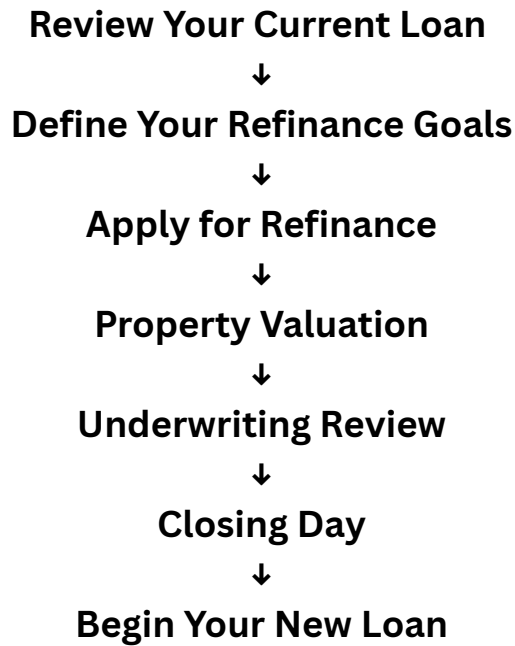 Review Your Current Loan
↓
Define Your Refinance Goals
↓
Apply for Refinance
↓
Property Valuation
↓
Underwriting Review
↓
Closing Day
↓
Begin Your New Loan